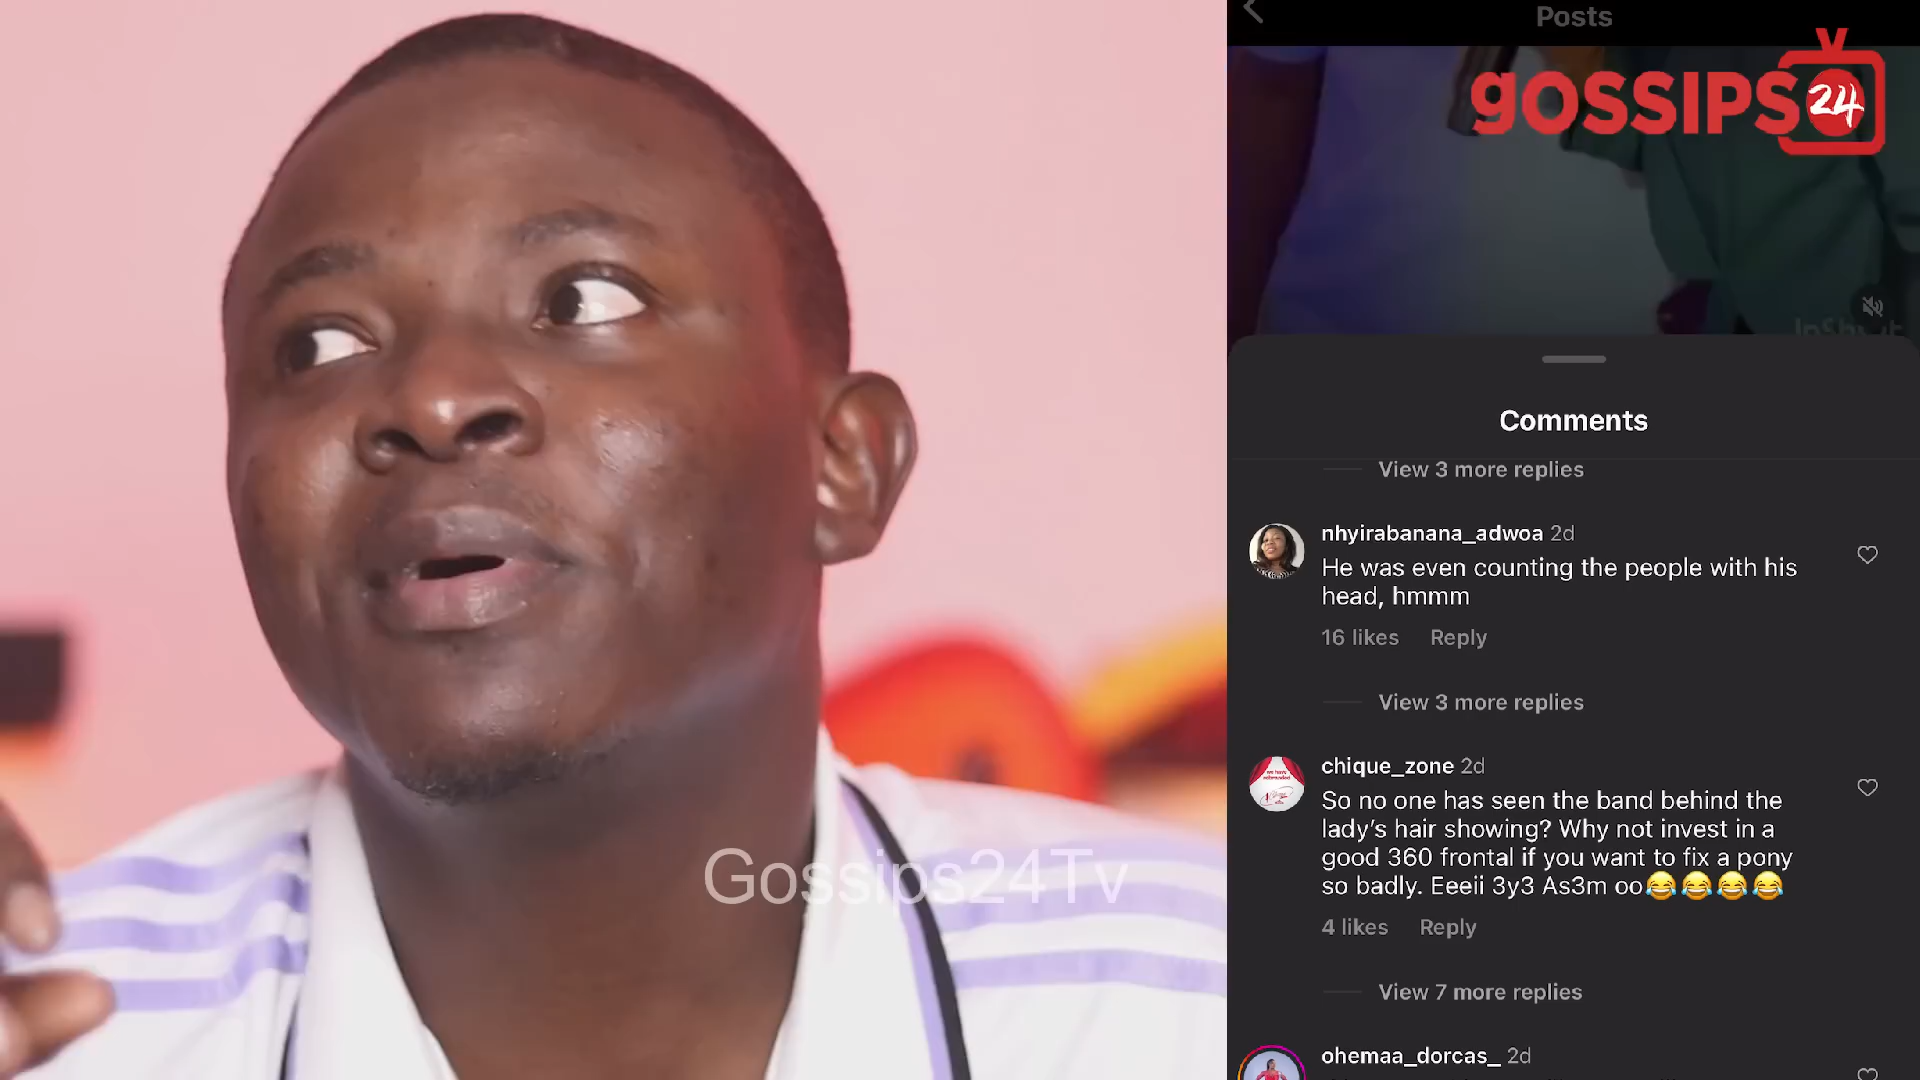 Posts
gossips24
InShot
Comments
View 3 more replies
nhyirabanana_adwoa 2d
He was even counting the people with his
head, hmmm
16 likes Reply
View 3 more replies
chique_zone 2d
So no one has seen the band behind the
lady’s hair showing? Why not invest in a
good 360 frontal if you want to fix a pony
so badly. Eeeii 3y3 As3m oo😂😂😂😂
4 likes Reply
View 7 more replies
ohemaa_dorcas_ 2d
Gossips24Tv